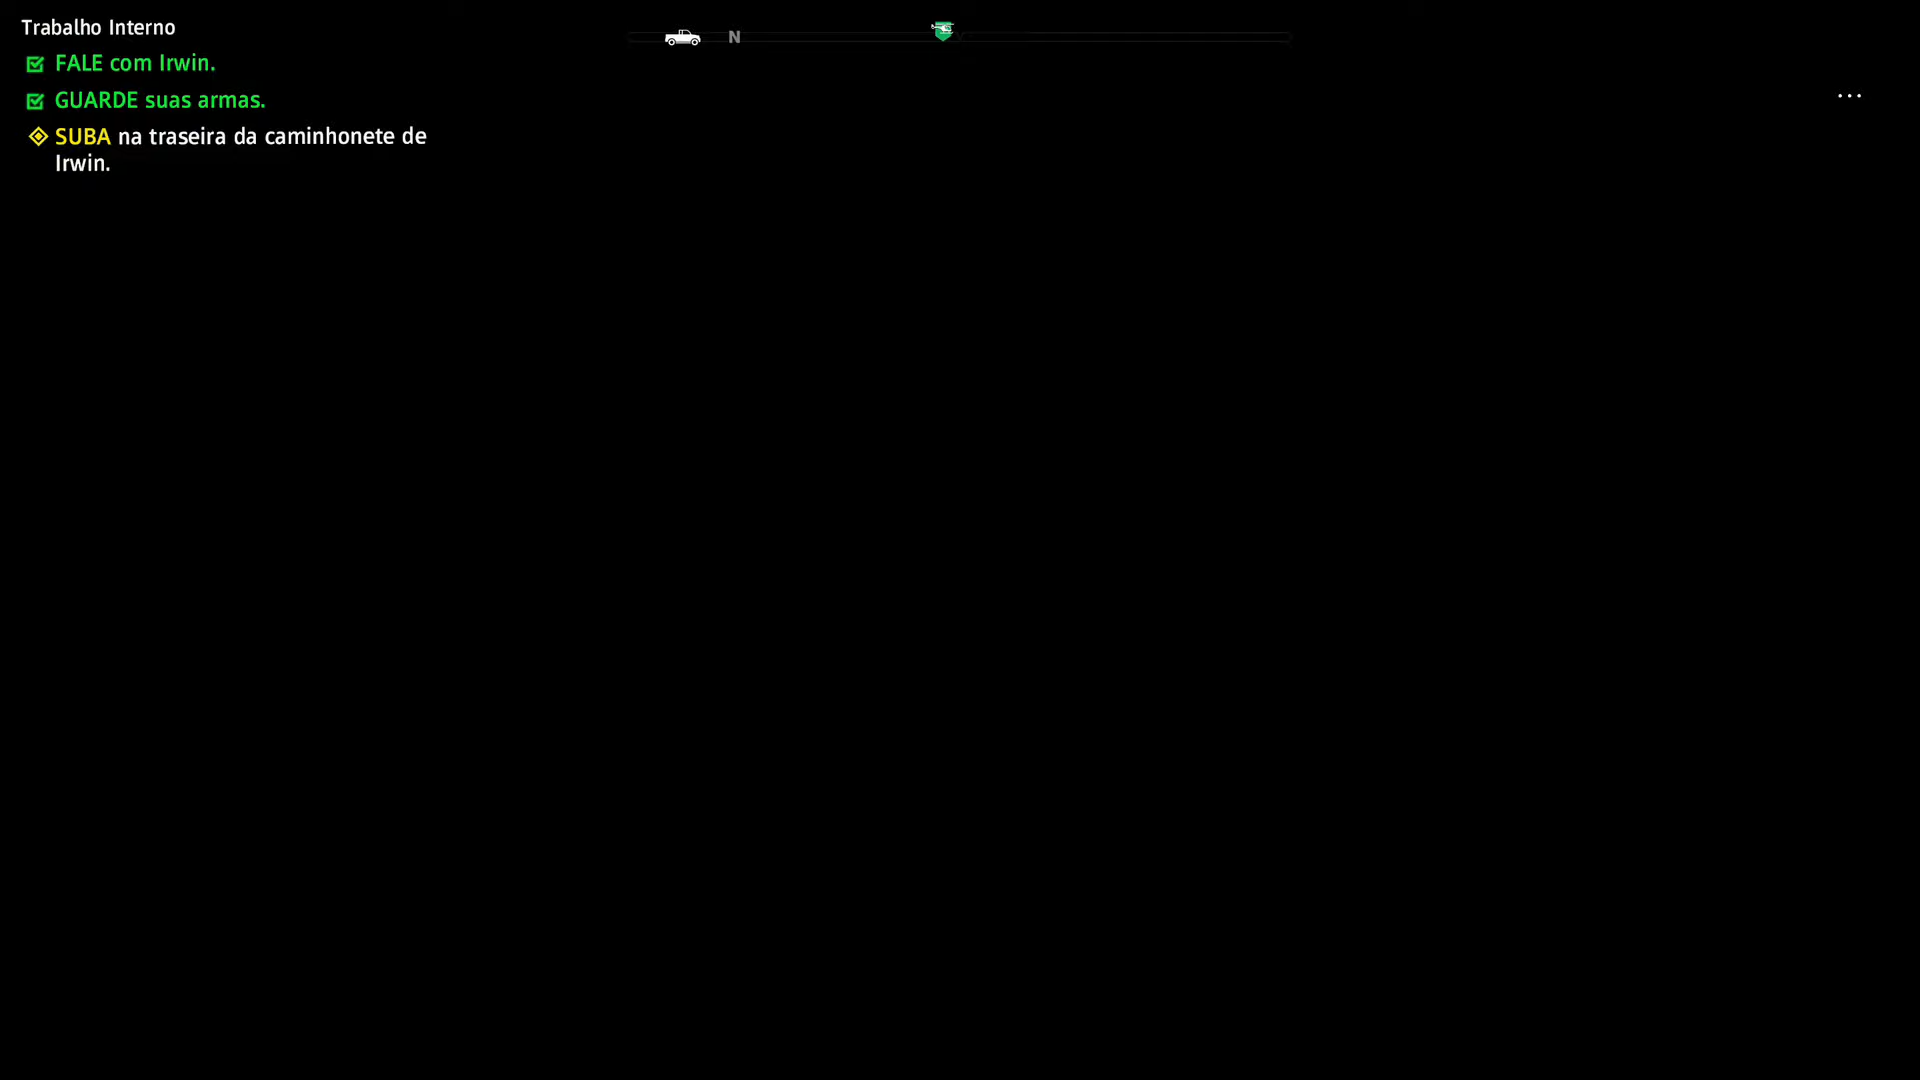 Trabalho Interno
FALE com Irwin.
GUARDE suas armas.
SUBA na traseira da caminhonete de
Irwin.
N
...